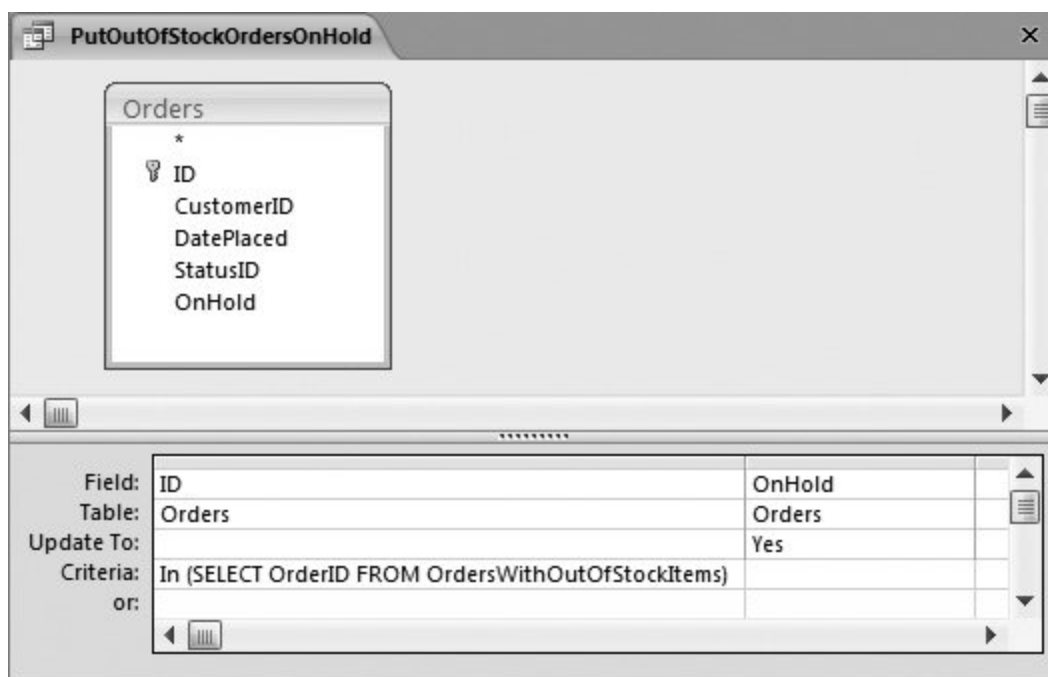 PutOutOfStockOrdersOnHold
Orders
*
ID
CustomerID
DatePlaced
StatusID
OnHold
Field: ID OnHold
Table: Orders Orders
Update To: Yes
Criteria: In (SELECT OrderID FROM OrdersWithOutOfStockItems)
or: